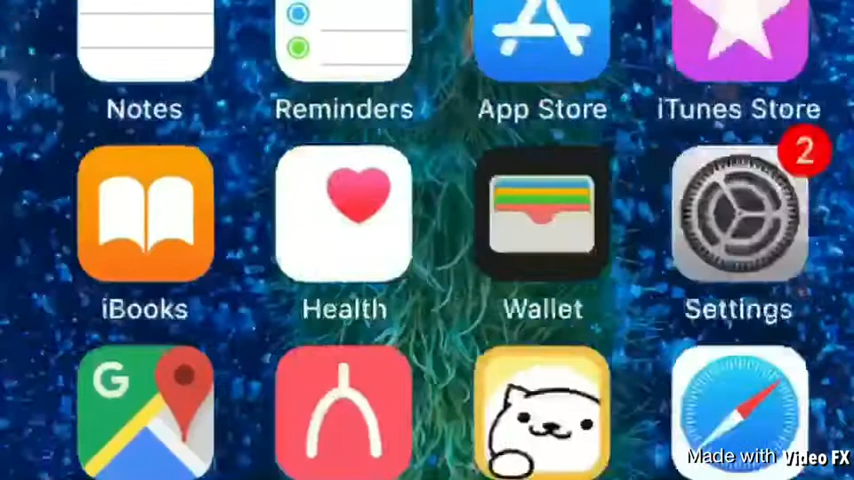 Notes Reminders App Store iTunes Store
2
iBooks Health Wallet Settings
G
Made with Video FX